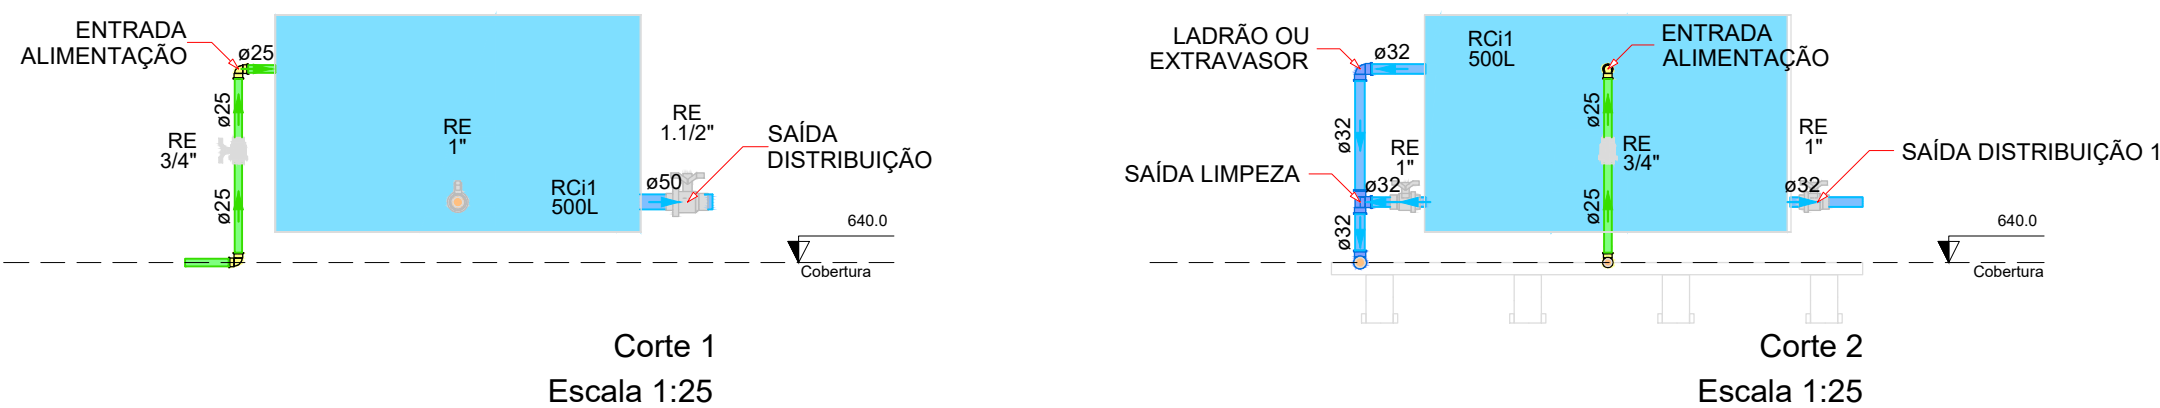 ENTRADA
ALIMENTAÇÃO
ø25
ø25
RE
3/4"
ø25
RE
1"
RCi1
500L
RE
1.1/2"
ø50
SAÍDA
DISTRIBUIÇÃO
640.0
Cobertura
Corte 1
Escala 1:25
LADRÃO OU
EXTRAVASOR
ø32
RCi1
500L
ENTRADA
ALIMENTAÇÃO
ø25
ø32
RE
1"
RE
3/4"
RE
1"
SAÍDA DISTRIBUIÇÃO 1
SAÍDA LIMPEZA
ø32
ø32
ø25
ø32
640.0
Cobertura
Corte 2
Escala 1:25